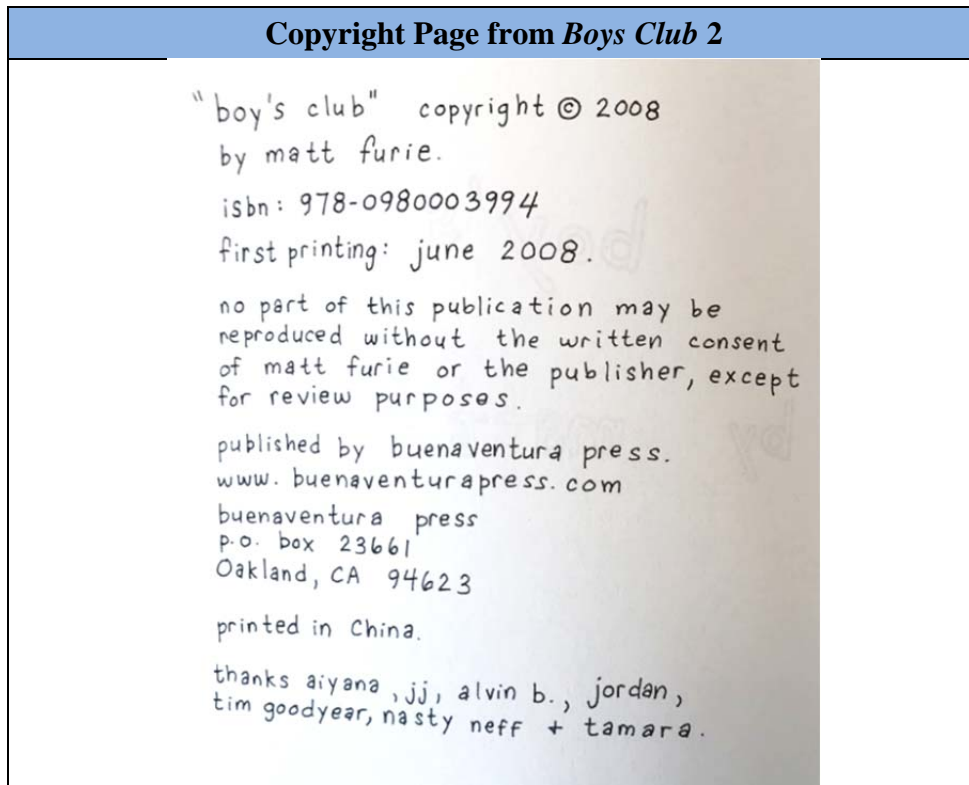 Copyright Page from Boys Club 2
"boy's club" copyright © 2008
by matt furie.
isbn: 978-0980003994
first printing: june 2008.
no part of this publication may be
reproduced without the written consent
of matt furie or the publisher, except
for review purposes.
published by buenaventura press.
www.buenaventurapress.com
buenaventura press
p.o. box 23661
Oakland, CA 94623
printed in China.
thanks aiyana, jj, alvin b., jordan,
tim goodyear, nasty neff + tamara.